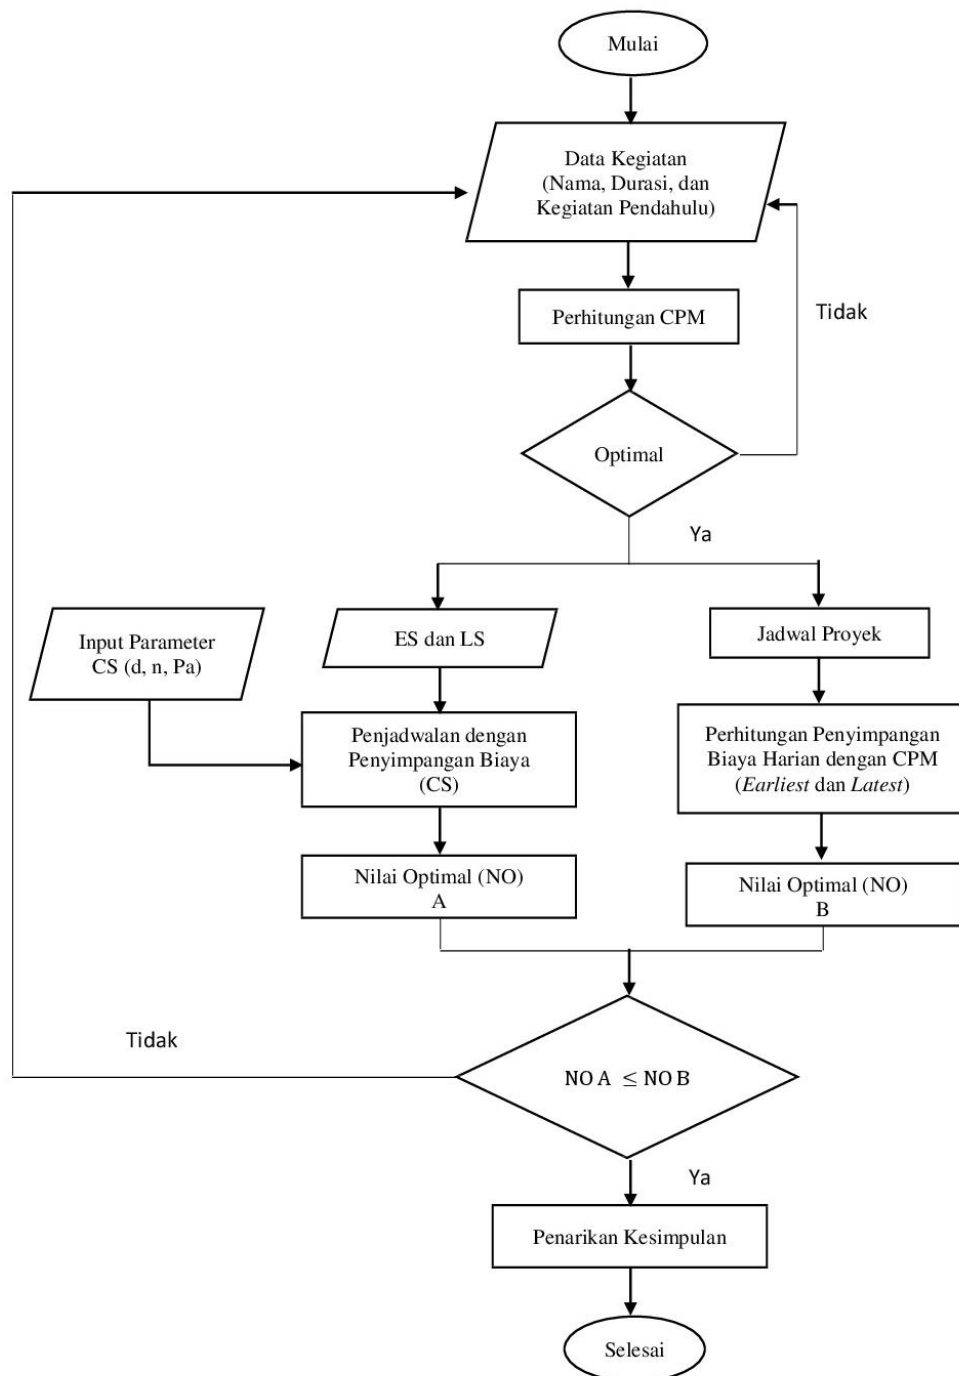 Mulai
Data Kegiatan
(Nama, Durasi, dan
Kegiatan Pendahulu)
Perhitungan CPM
Tidak
Optimal
Ya
Input Parameter
CS (d, n, Pa)
ES dan LS
Jadwal Proyek
Penjadwalan dengan
Penyimpangan Biaya
(CS)
Perhitungan Penyimpangan
Biaya Harian dengan CPM
(Earliest dan Latest)
Nilai Optimal (NO)
A
Nilai Optimal (NO)
B
Tidak
NO A ≤ NO B
Ya
Penarikan Kesimpulan
Selesai